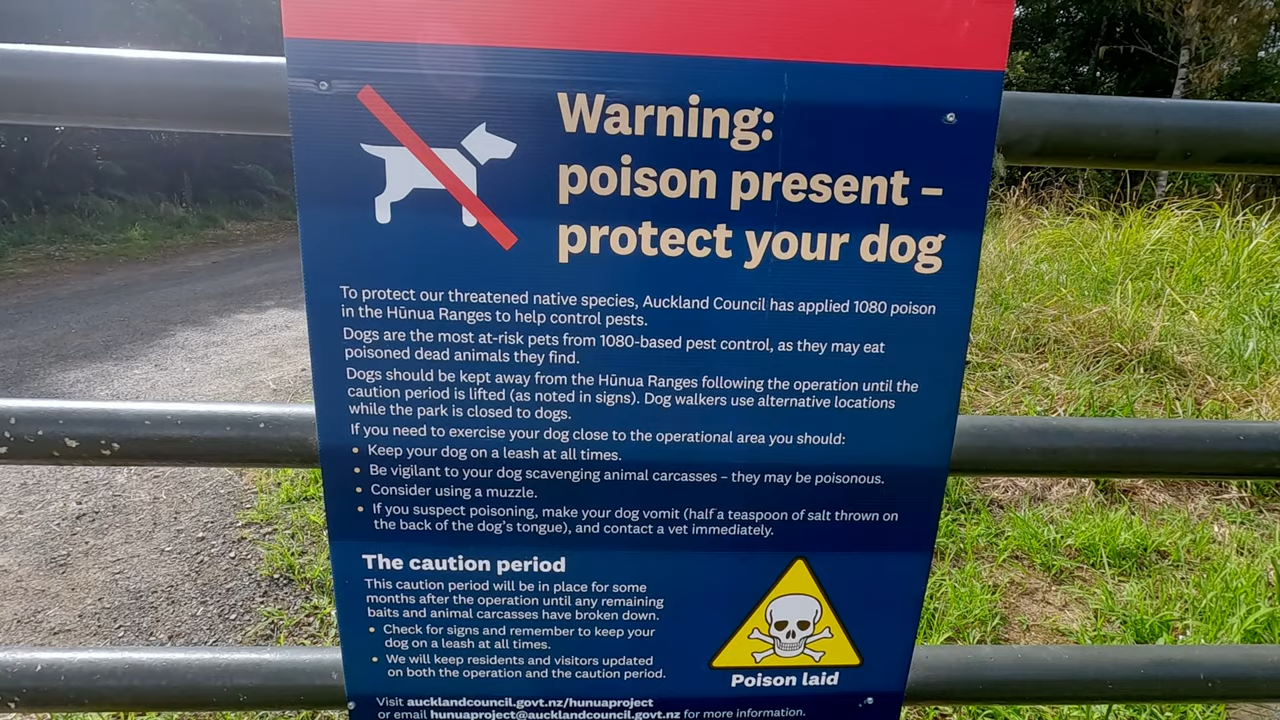 Warning:
poison present –
protect your dog
To protect our threatened native species, Auckland Council has applied 1080 poison
in the Hūnua Ranges to help control pests.
Dogs are the most at-risk pets from 1080-based pest control, as they may eat
poisoned dead animals they find.
Dogs should be kept away from the Hūnua Ranges following the operation until the
caution period is lifted (as noted in signs). Dog walkers use alternative locations
while the park is closed to dogs.
If you need to exercise your dog close to the operational area you should:
• Keep your dog on a leash at all times.
• Be vigilant to your dog scavenging animal carcasses – they may be poisonous.
• Consider using a muzzle.
• If you suspect poisoning, make your dog vomit (half a teaspoon of salt thrown on
the back of the dog's tongue), and contact a vet immediately.
The caution period
This caution period will be in place for some
months after the operation until any remaining
baits and animal carcasses have broken down.
• Check for signs and remember to keep your
dog on a leash at all times.
• We will keep residents and visitors updated
on both the operation and the caution period.
Poison laid
Visit aucklandcouncil.govt.nz/hunuaproject
or email hunuaproject@aucklandcouncil.govt.nz for more information.